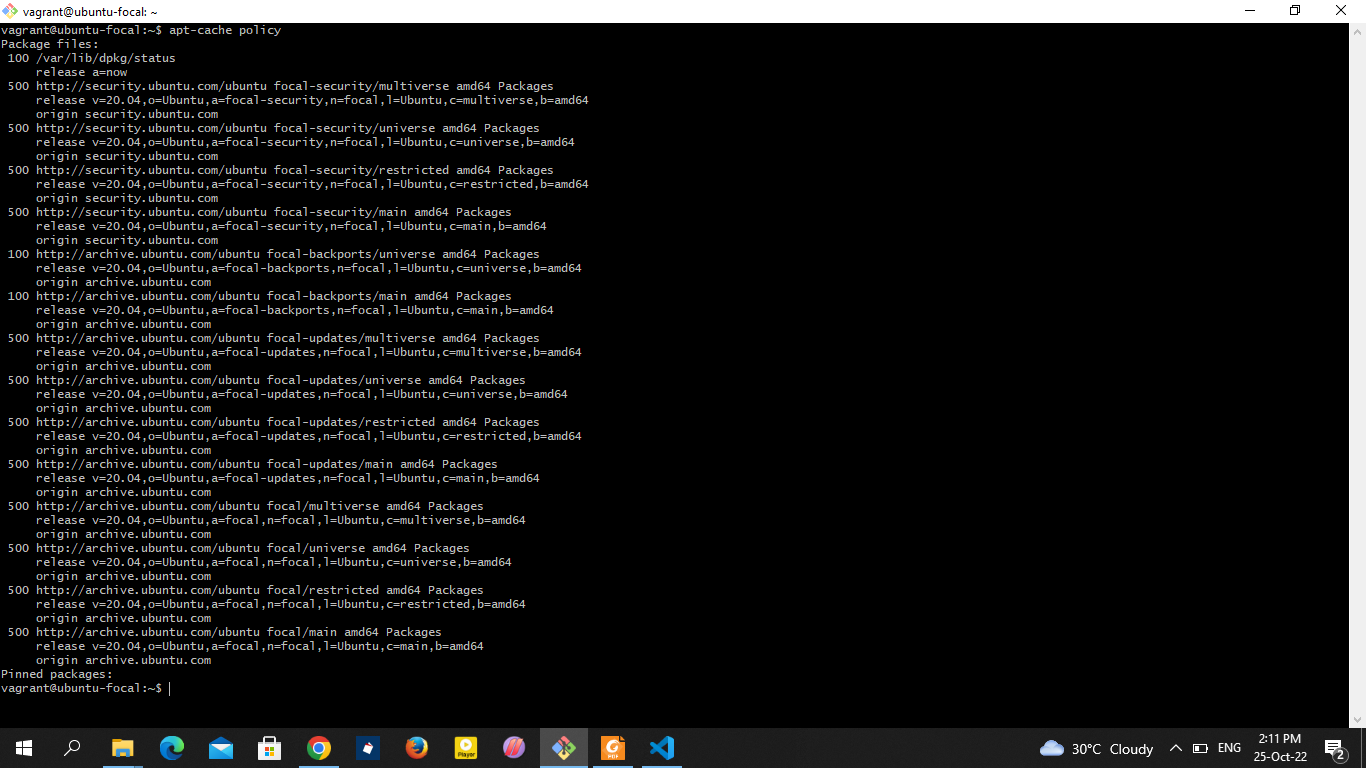 vagrant@ubuntu-focal: ~
vagrant@ubuntu-focal:~$ apt-cache policy
Package files:
 100 /var/lib/dpkg/status
     release a=now
 500 http://security.ubuntu.com/ubuntu focal-security/multiverse amd64 Packages
     release v=20.04,o=Ubuntu,a=focal-security,n=focal,l=Ubuntu,c=multiverse,b=amd64
     origin security.ubuntu.com
 500 http://security.ubuntu.com/ubuntu focal-security/universe amd64 Packages
     release v=20.04,o=Ubuntu,a=focal-security,n=focal,l=Ubuntu,c=universe,b=amd64
     origin security.ubuntu.com
 500 http://security.ubuntu.com/ubuntu focal-security/restricted amd64 Packages
     release v=20.04,o=Ubuntu,a=focal-security,n=focal,l=Ubuntu,c=restricted,b=amd64
     origin security.ubuntu.com
 500 http://security.ubuntu.com/ubuntu focal-security/main amd64 Packages
     release v=20.04,o=Ubuntu,a=focal-security,n=focal,l=Ubuntu,c=main,b=amd64
     origin security.ubuntu.com
 100 http://archive.ubuntu.com/ubuntu focal-backports/universe amd64 Packages
     release v=20.04,o=Ubuntu,a=focal-backports,n=focal,l=Ubuntu,c=universe,b=amd64
     origin archive.ubuntu.com
 100 http://archive.ubuntu.com/ubuntu focal-backports/main amd64 Packages
     release v=20.04,o=Ubuntu,a=focal-backports,n=focal,l=Ubuntu,c=main,b=amd64
     origin archive.ubuntu.com
 500 http://archive.ubuntu.com/ubuntu focal-updates/multiverse amd64 Packages
     release v=20.04,o=Ubuntu,a=focal-updates,n=focal,l=Ubuntu,c=multiverse,b=amd64
     origin archive.ubuntu.com
 500 http://archive.ubuntu.com/ubuntu focal-updates/universe amd64 Packages
     release v=20.04,o=Ubuntu,a=focal-updates,n=focal,l=Ubuntu,c=universe,b=amd64
     origin archive.ubuntu.com
 500 http://archive.ubuntu.com/ubuntu focal-updates/restricted amd64 Packages
     release v=20.04,o=Ubuntu,a=focal-updates,n=focal,l=Ubuntu,c=restricted,b=amd64
     origin archive.ubuntu.com
 500 http://archive.ubuntu.com/ubuntu focal-updates/main amd64 Packages
     release v=20.04,o=Ubuntu,a=focal-updates,n=focal,l=Ubuntu,c=main,b=amd64
     origin archive.ubuntu.com
 500 http://archive.ubuntu.com/ubuntu focal/multiverse amd64 Packages
     release v=20.04,o=Ubuntu,a=focal,n=focal,l=Ubuntu,c=multiverse,b=amd64
     origin archive.ubuntu.com
 500 http://archive.ubuntu.com/ubuntu focal/universe amd64 Packages
     release v=20.04,o=Ubuntu,a=focal,n=focal,l=Ubuntu,c=universe,b=amd64
     origin archive.ubuntu.com
 500 http://archive.ubuntu.com/ubuntu focal/restricted amd64 Packages
     release v=20.04,o=Ubuntu,a=focal,n=focal,l=Ubuntu,c=restricted,b=amd64
     origin archive.ubuntu.com
 500 http://archive.ubuntu.com/ubuntu focal/main amd64 Packages
     release v=20.04,o=Ubuntu,a=focal,n=focal,l=Ubuntu,c=main,b=amd64
     origin archive.ubuntu.com
Pinned packages:
vagrant@ubuntu-focal:~$
Player
PDF
30°C Cloudy
ENG
2:11 PM
25-Oct-22
2